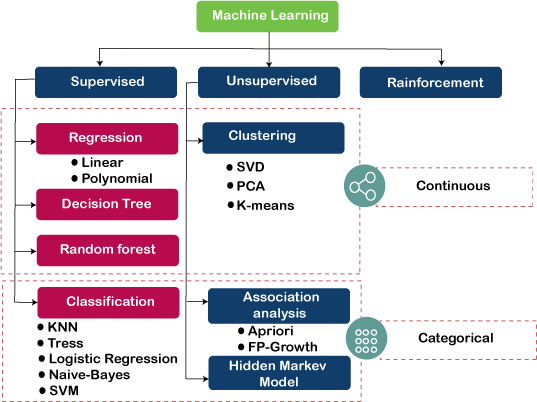 Machine Learning
Supervised
Unsupervised
Rainforcement
Regression
• Linear
• Polynomial
Decision Tree
Random forest
Clustering
• SVD
• PCA
• K-means
Continuous
Classification
• KNN
• Tress
• Logistic Regression
• Naive-Bayes
• SVM
Association
analysis
• Apriori
• FP-Growth
Hidden Markev
Model
Categorical